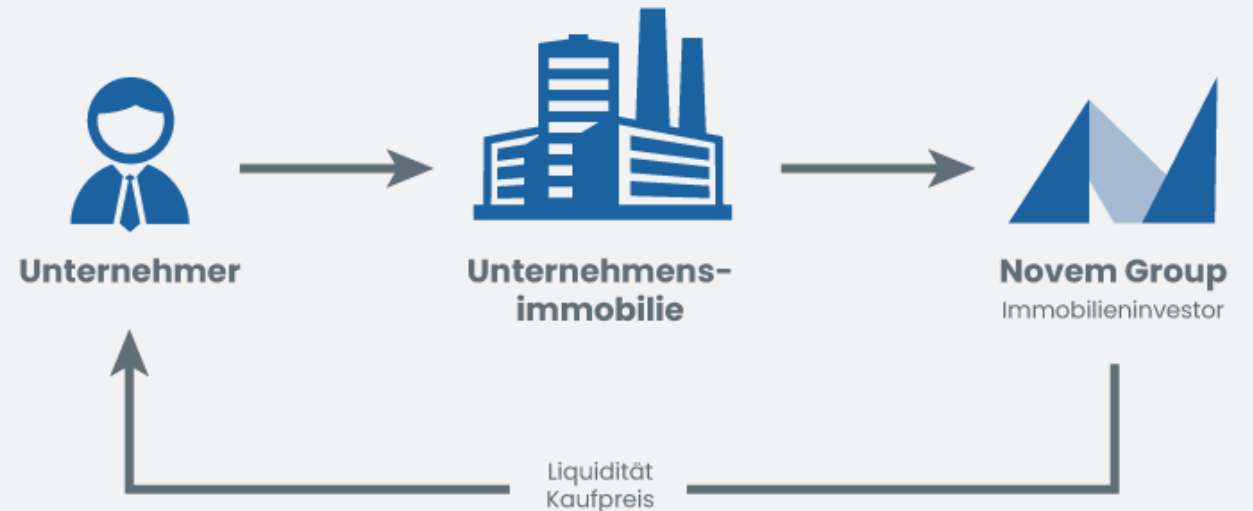 Unternehmer
Unternehmens-
immobilie
Novem Group
Immobilieninvestor
Liquidität
Kaufpreis